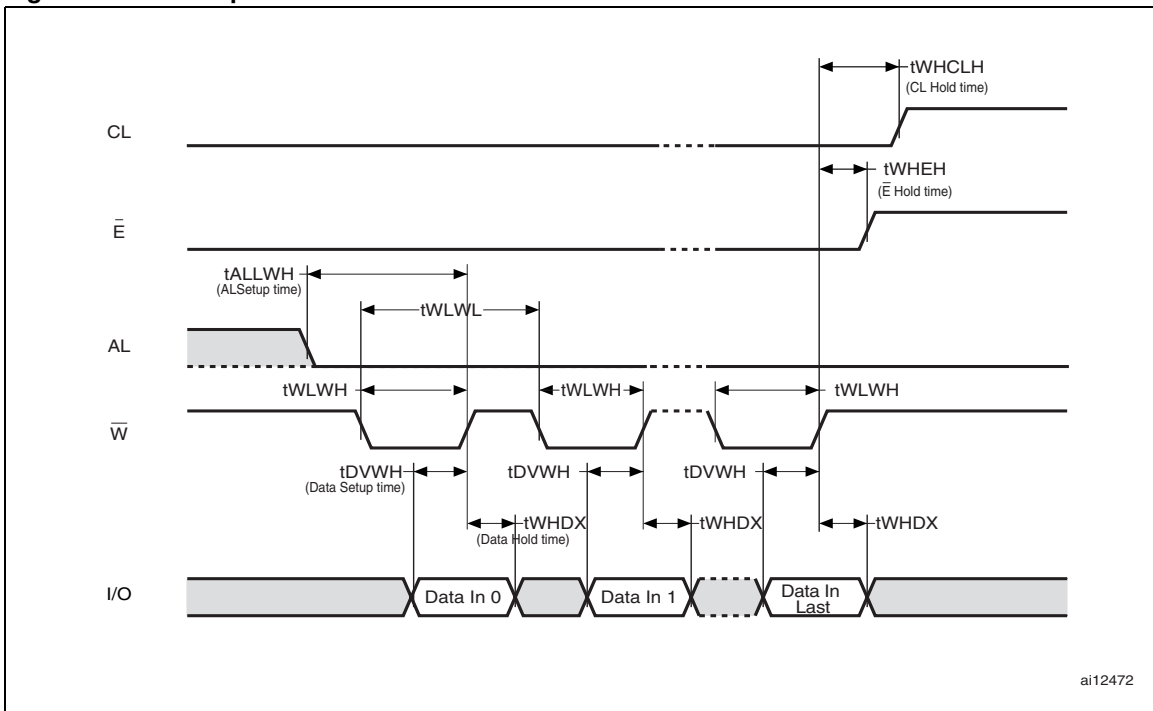 tWHCLH
(CL Hold time)
CL
tWHEH
(E̅ Hold time)
E̅
tALLWH
(ALSetup time)
tWLWL
AL
tWLWH
tWLWH
tWLWH
W̅
tDVWH
(Data Setup time)
tDVWH
tDVWH
tWHDX
(Data Hold time)
tWHDX
tWHDX
I/O
Data In 0
Data In 1
Data In
Last
ai12472